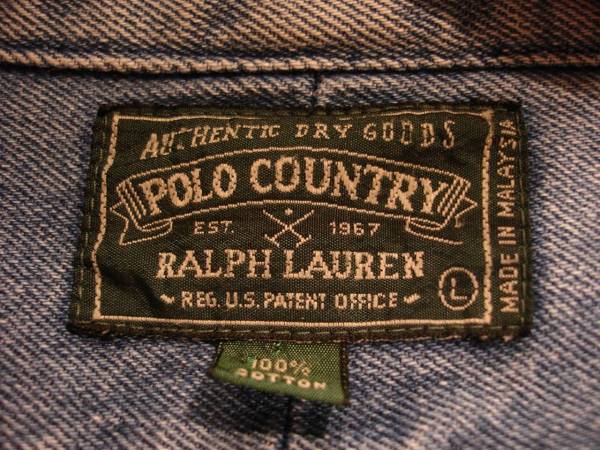 AUTHENTIC DRY GOODS
POLO COUNTRY
EST. 1967
RALPH LAUREN
REG. U.S. PATENT OFFICE
L
MADE IN MALAYSIA
100%
COTTON